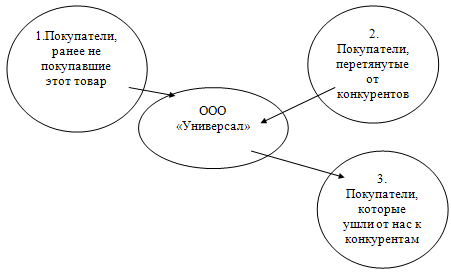 1.Покупатели,
ранее не
покупавшие
этот товар
2.
Покупатели,
перетянутые
от
конкурентов
ООО
«Универсал»
3.
Покупатели,
которые
ушли от нас к
конкурентам